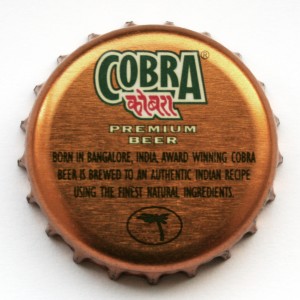 COBRA®
कोबरा
PREMIUM
BEER
BORN IN BANGALORE, INDIA, AWARD WINNING COBRA
BEER IS BREWED TO AN AUTHENTIC INDIAN RECIPE
USING THE FINEST NATURAL INGREDIENTS.